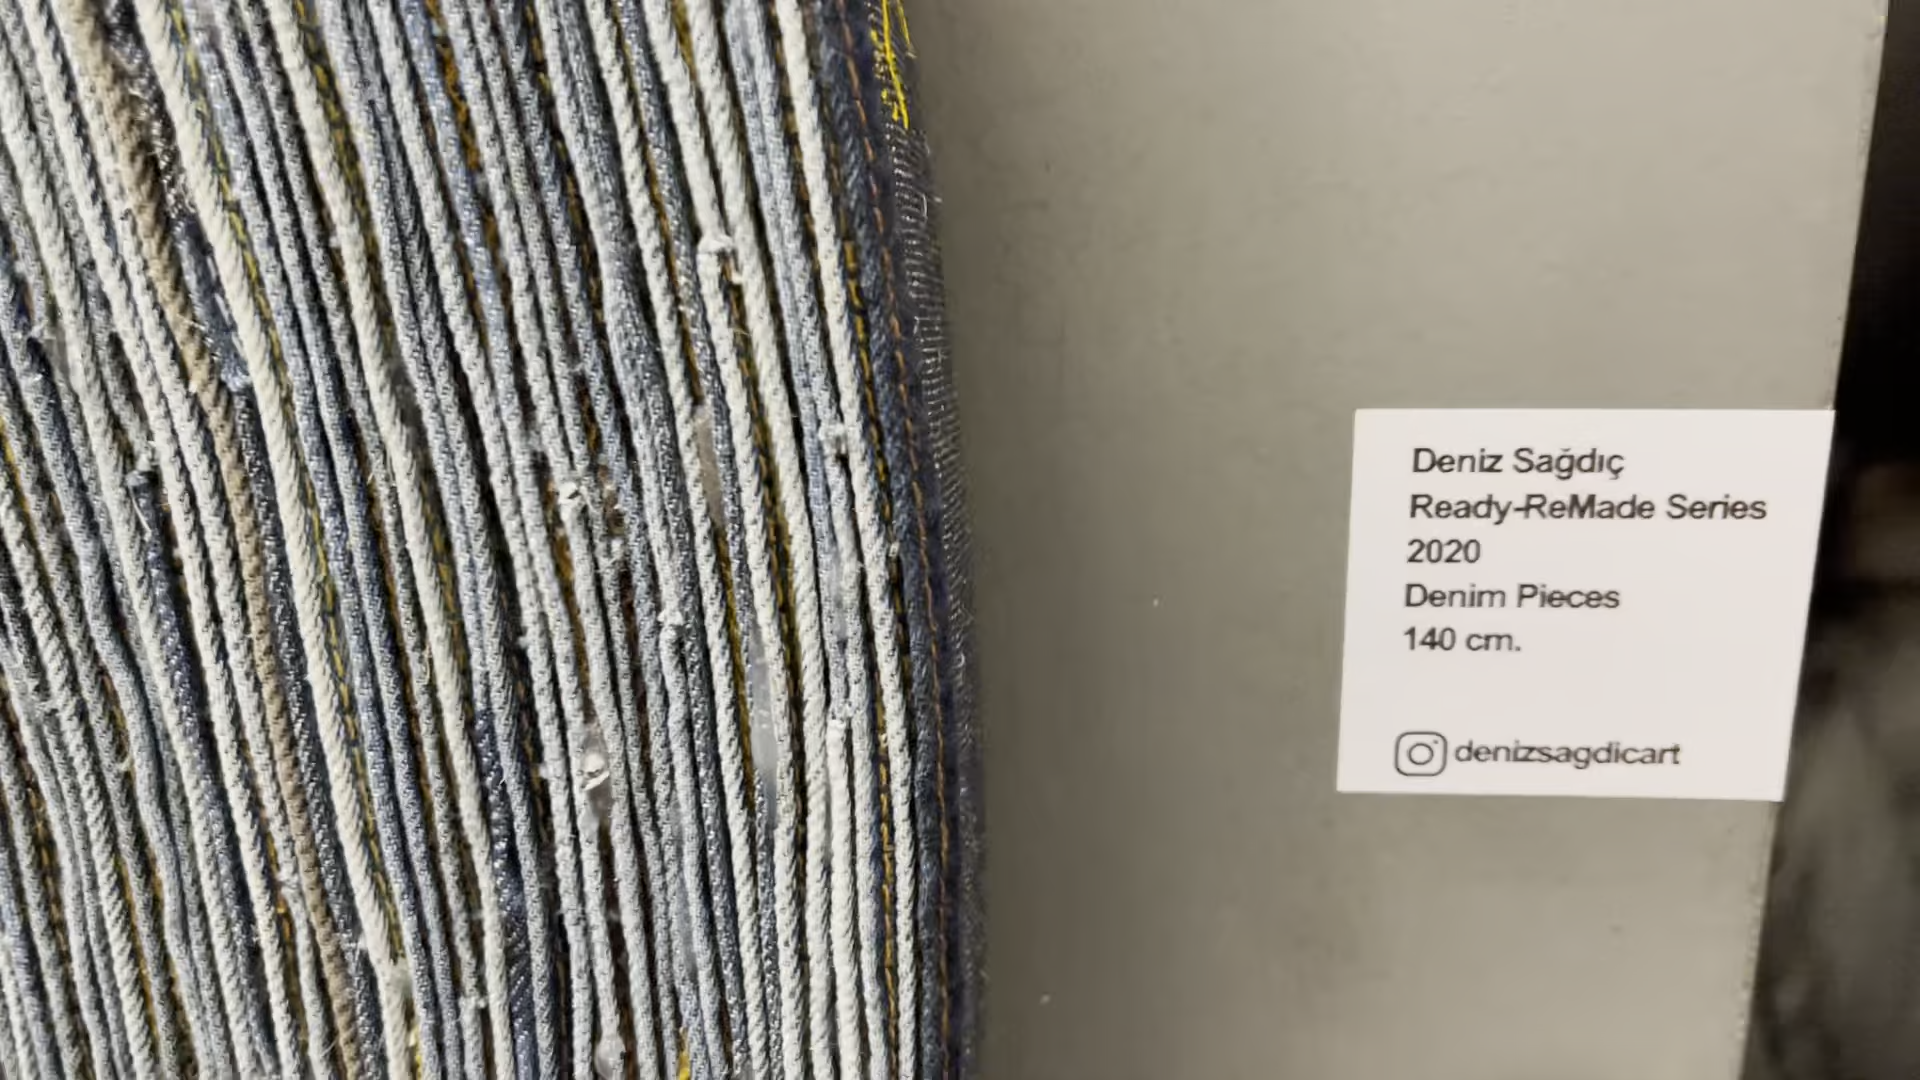 Deniz Sağdıç
Ready-ReMade Series
2020
Denim Pieces
140 cm.
denizsagdicart